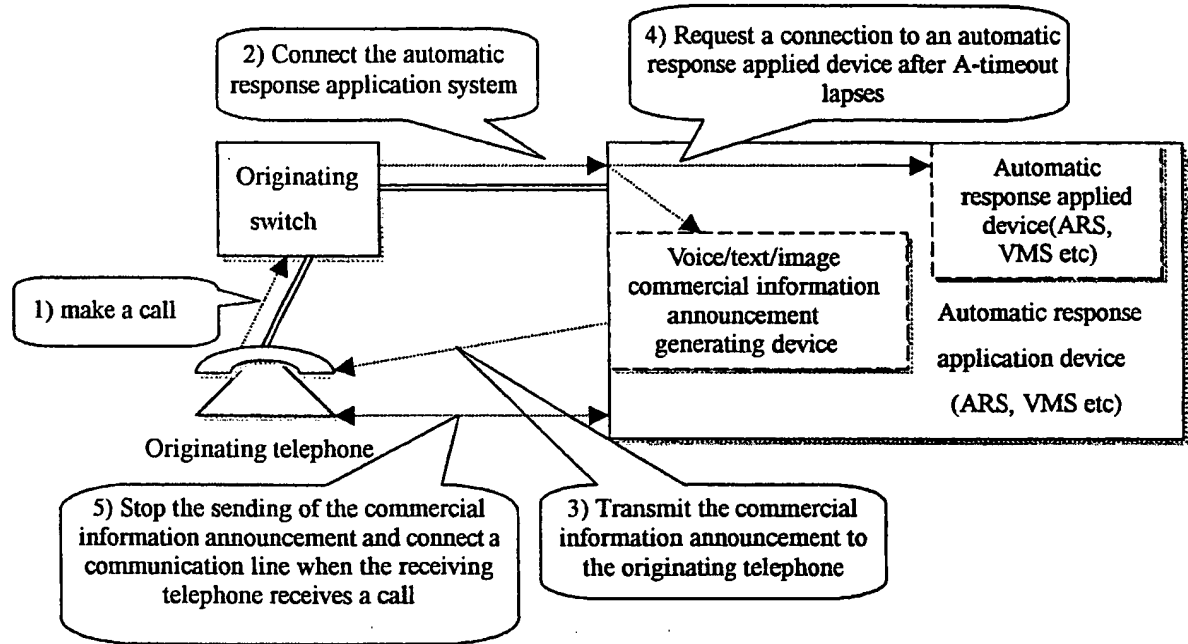 2) Connect the automatic
response application system
4) Request a connection to an automatic
response applied device after A-timeout
lapses
Originating
switch
Automatic
response applied
device(ARS,
VMS etc)
Voice/text/image
commercial information
announcement
generating device
1) make a call
Automatic response
application device
(ARS, VMS etc)
Originating telephone
5) Stop the sending of the commercial
information announcement and connect a
communication line when the receiving
telephone receives a call
3) Transmit the commercial
information announcement to
the originating telephone